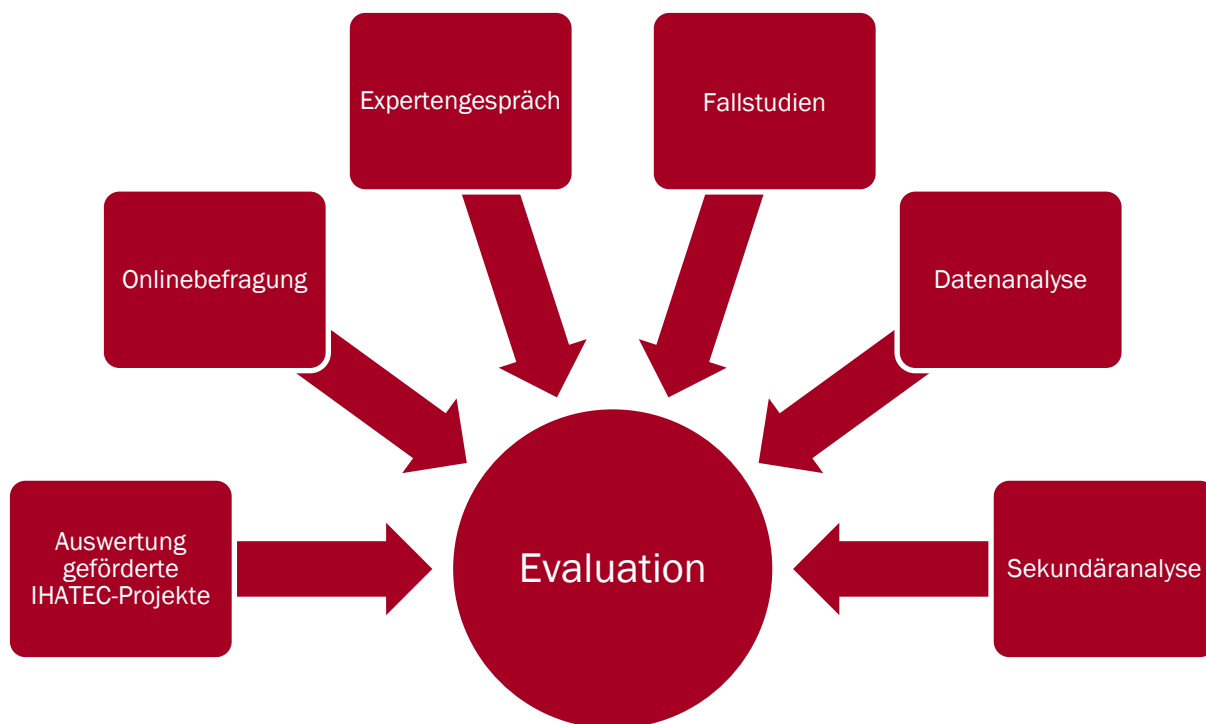 Expertengespräch
Fallstudien
Onlinebefragung
Datenanalyse
Auswertung
geförderte
IHATEC-Projekte
Evaluation
Sekundäranalyse